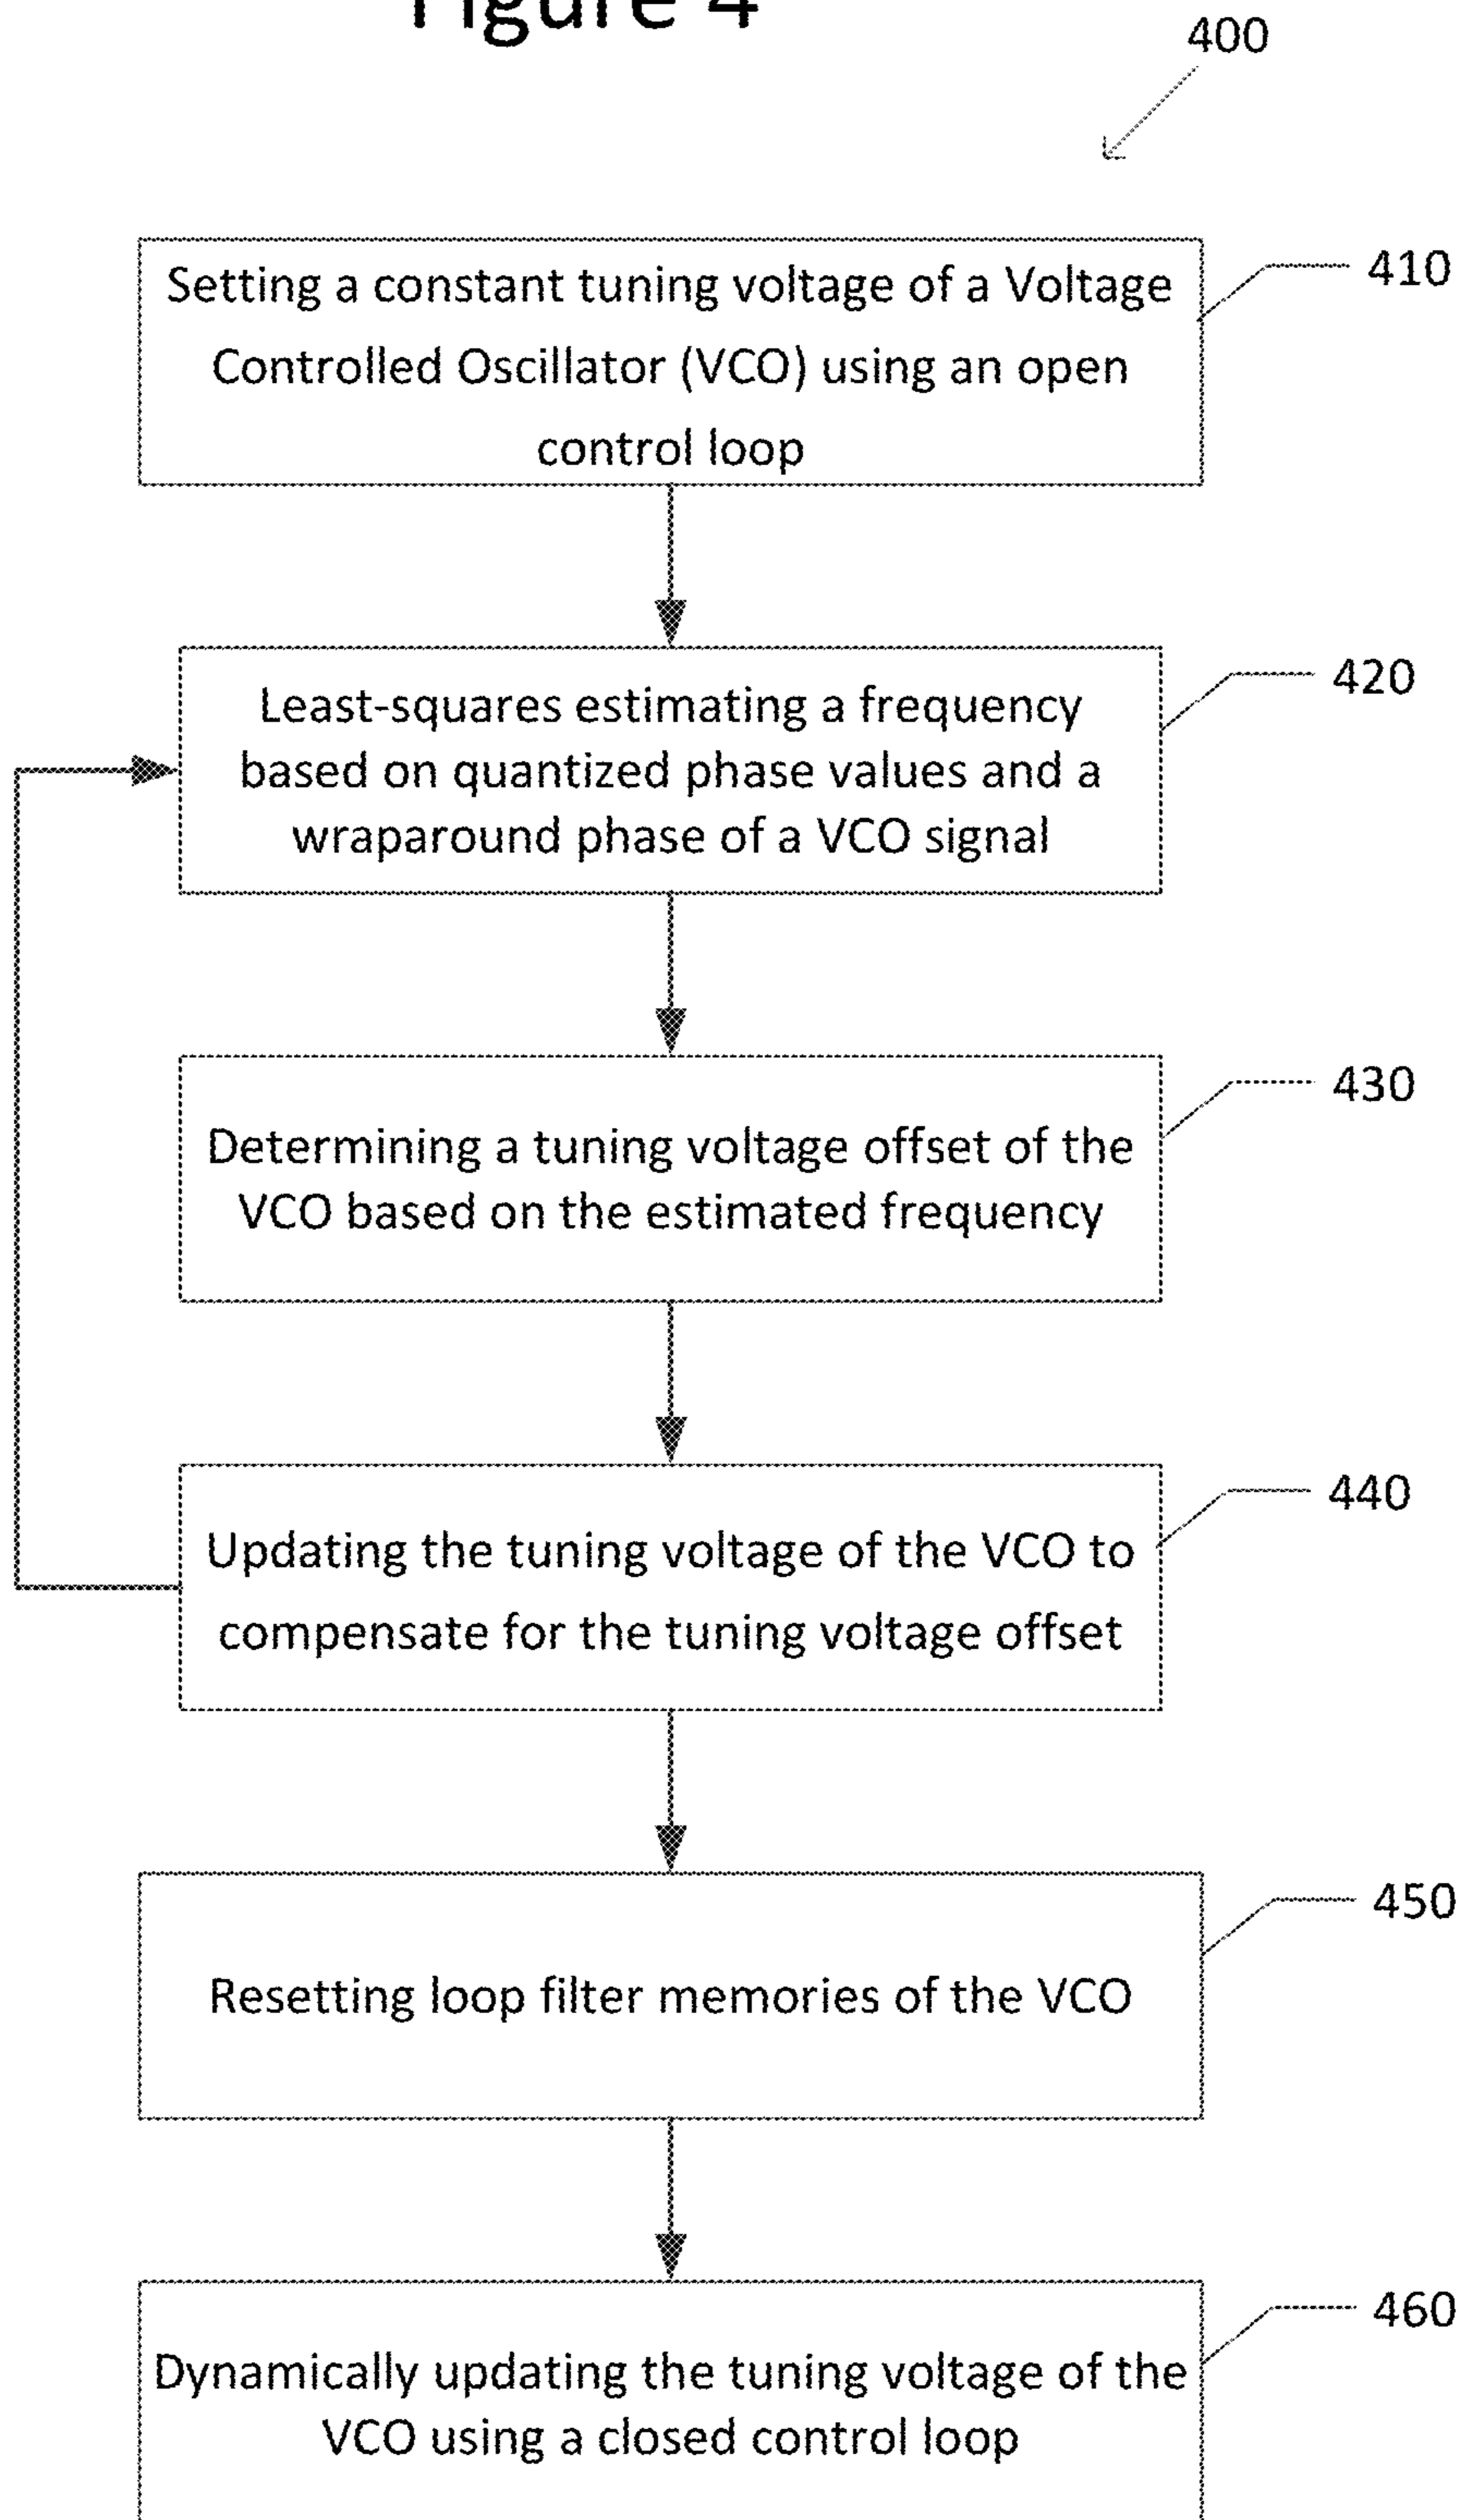 Figure 4
400
Setting a constant tuning voltage of a Voltage
Controlled Oscillator (VCO) using an open
control loop
410
Least-squares estimating a frequency
based on quantized phase values and a
wraparound phase of a VCO signal
420
Determining a tuning voltage offset of the
VCO based on the estimated frequency
430
Updating the tuning voltage of the VCO to
compensate for the tuning voltage offset
440
Resetting loop filter memories of the VCO
450
Dynamically updating the tuning voltage of the
VCO using a closed control loop
460